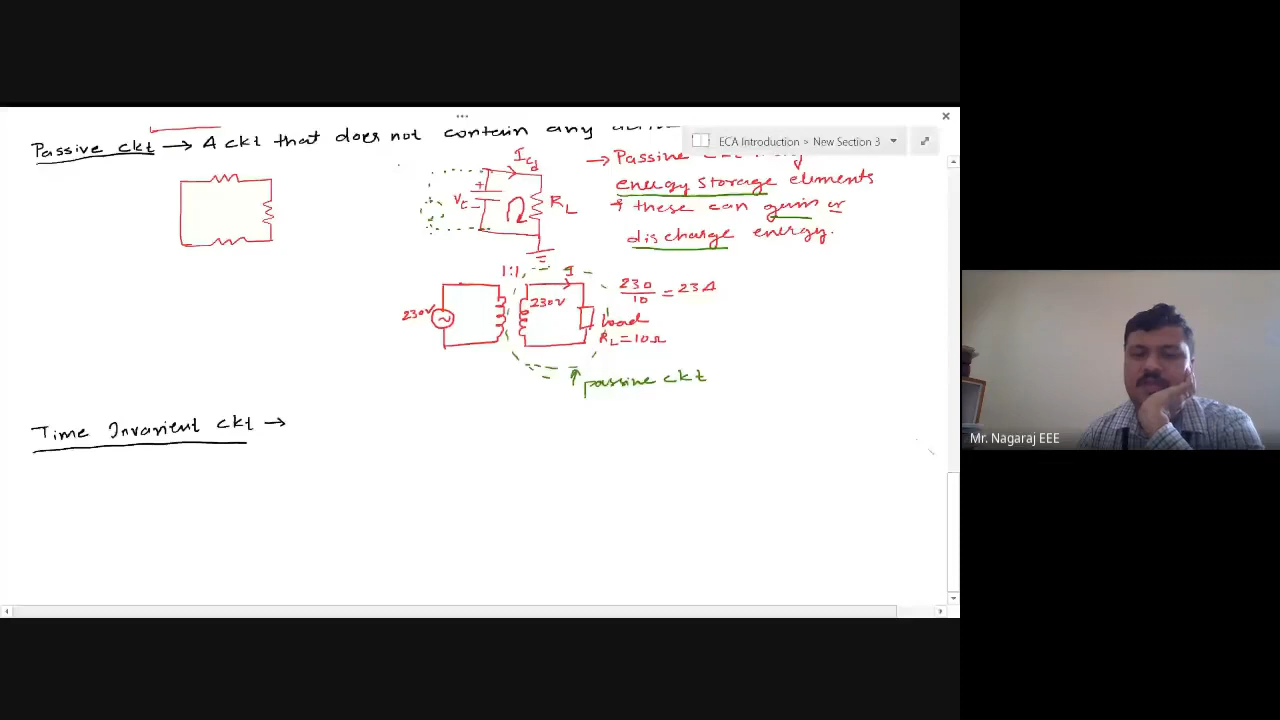 Passive ckt → A ckt that does not contain any
ECA Introduction > New Section 3
→ Passive ckt
energy storage elements
these can gain or
discharge energy.
+
RL
1:1
I
230V
230V
230/10 = 23A
Load
RL = 10Ω
passive ckt
Time Invarient ckt →
Mr. Nagaraj EEE